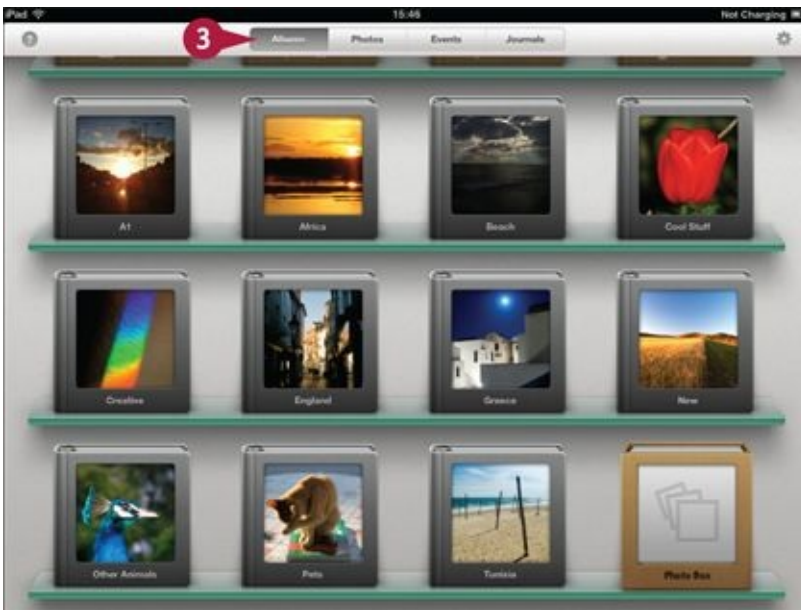 iPad 15:46 Not Charging
3 Albums Photos Events Journals
A1 Africa Beach Cool Stuff
Creative England Greece New
Other Animals Pets Tunisia Photo Box